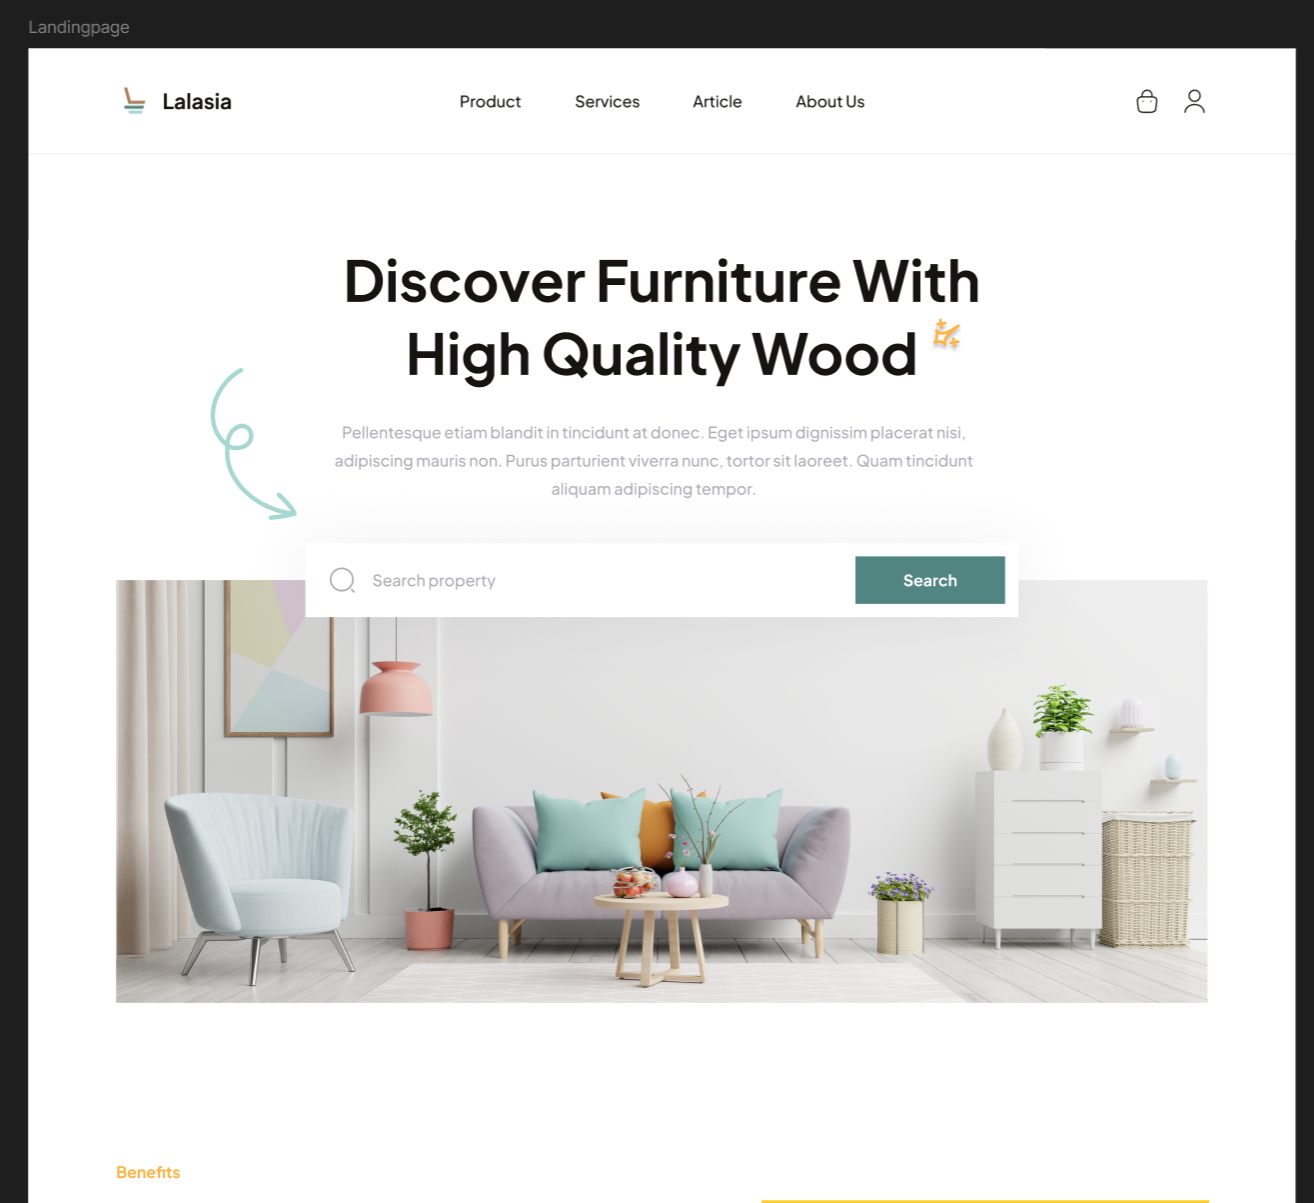 Landingpage
Lalasia
Product
Services
Article
About Us
Discover Furniture With
High Quality Wood
Pellentesque etiam blandit in tincidunt at donec. Eget ipsum dignissim placerat nisi,
adipiscing mauris non. Purus parturient viverra nunc, tortor sit laoreet. Quam tincidunt
aliquam adipiscing tempor.
Search property
Search
Benefits